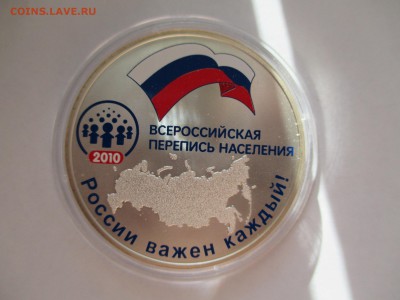 COINS.LAVE.RU
ВСЕРОССИЙСКАЯ
ПЕРЕПИСЬ НАСЕЛЕНИЯ
2010
России важен каждый!